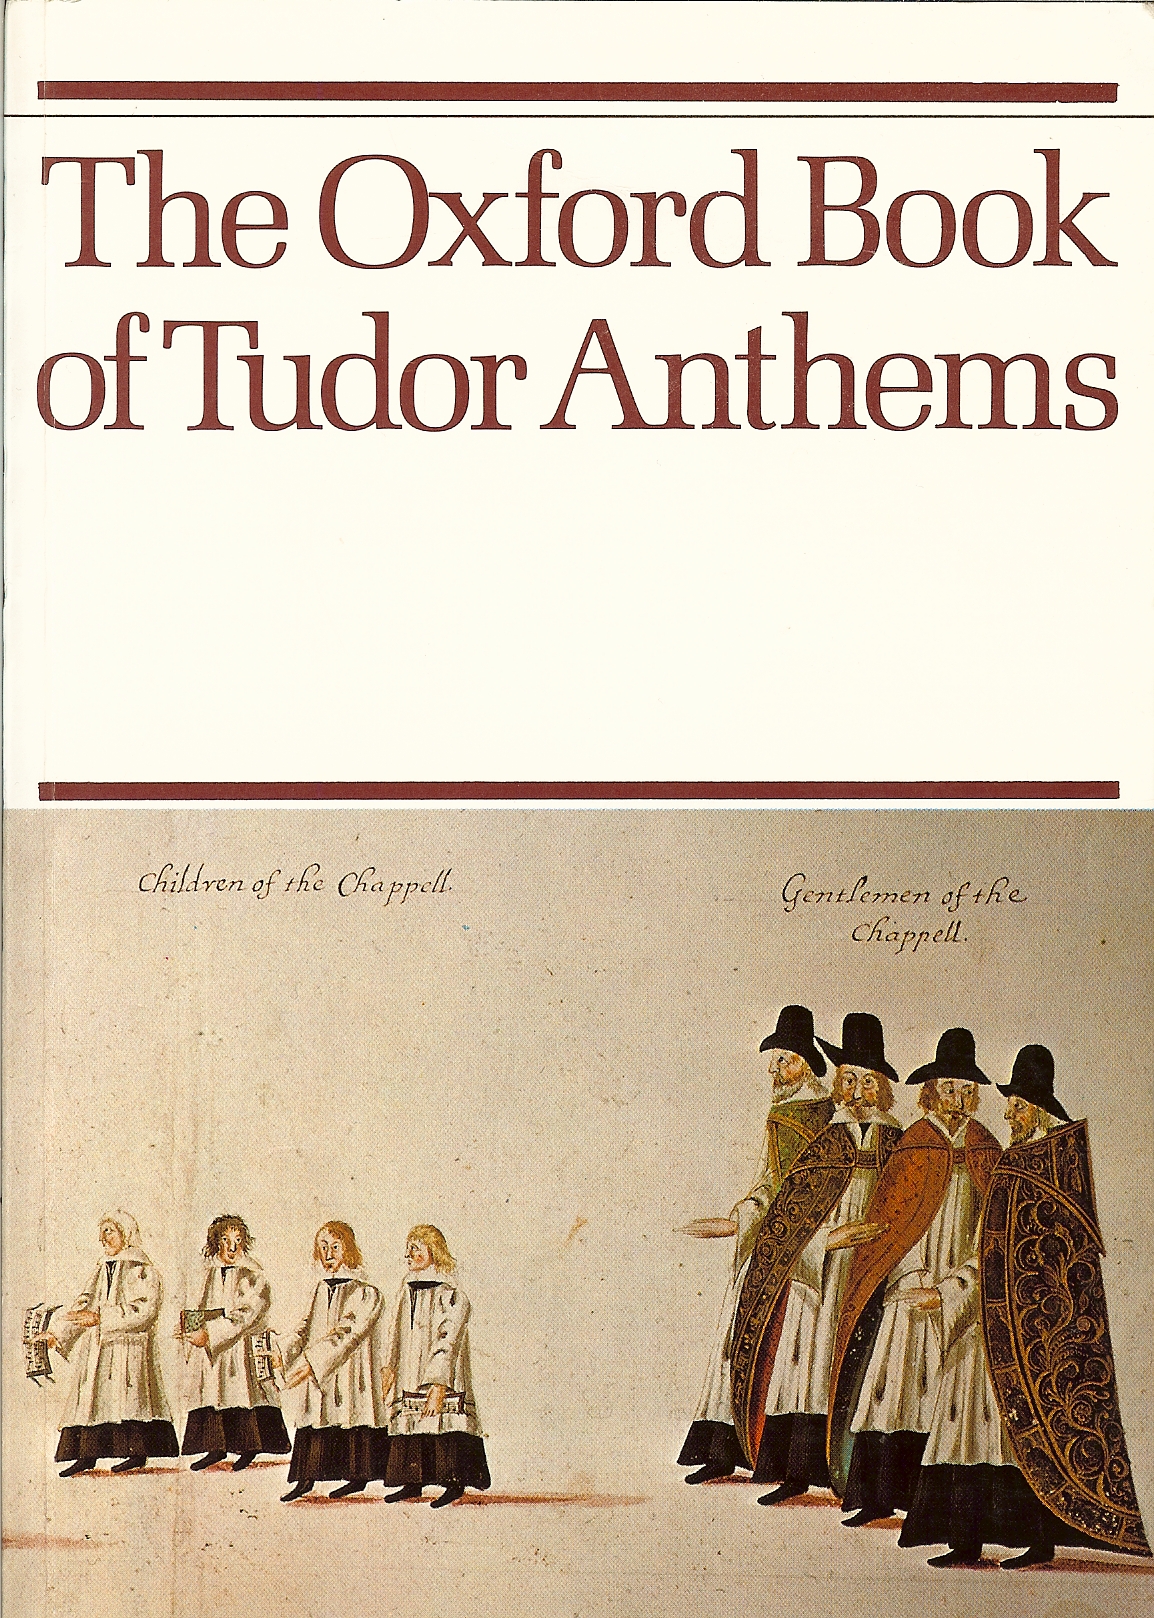 The Oxford Book
of Tudor Anthems
Children of the Chappell.
Gentlemen of the
Chappell.